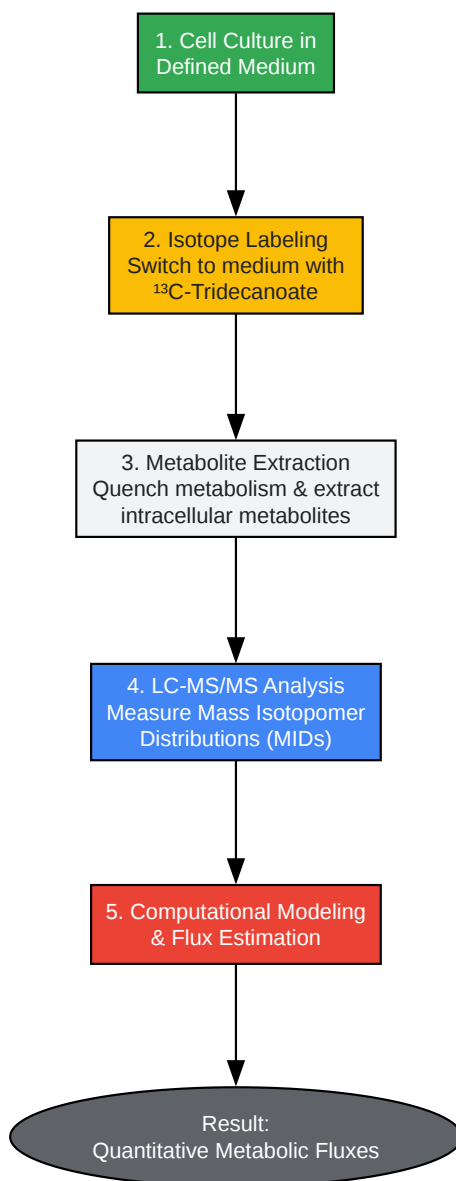 1. Cell Culture in
Defined Medium
2. Isotope Labeling
Switch to medium with
¹³C-Tridecanoate
3. Metabolite Extraction
Quench metabolism & extract
intracellular metabolites
4. LC-MS/MS Analysis
Measure Mass Isotopomer
Distributions (MIDs)
5. Computational Modeling
& Flux Estimation
Result:
Quantitative Metabolic Fluxes